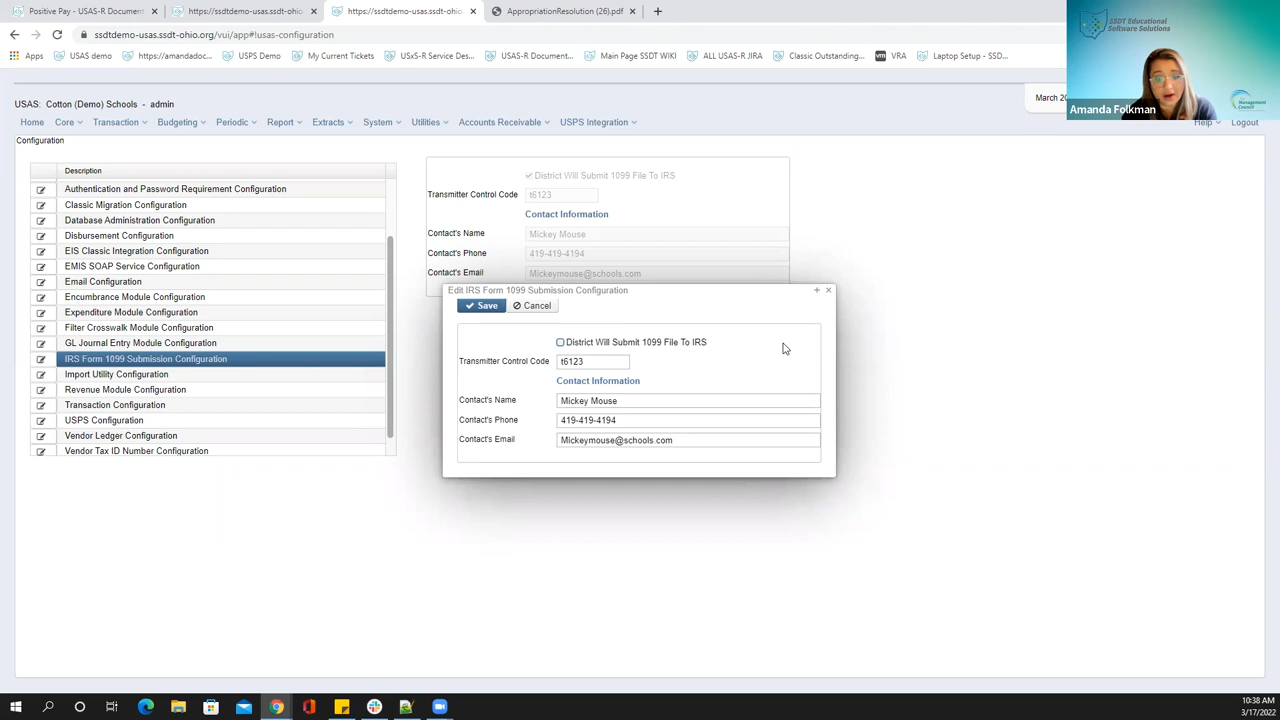 Positive Pay - USAS-R Document
https://ssdtdemo-usas.ssdt-ohio
https://ssdtdemo-usas.ssdt-ohio
AppropriationResolution (26).pdf
ssdtdemo-usas.ssdt-ohio.org/vui/app#!usas-configuration
Apps
USAS demo
https://amandadoc...
USPS Demo
My Current Tickets
USxS-R Service Des...
USAS-R Document...
Main Page SSDT WIKI
ALL USAS-R JIRA
Classic Outstanding...
vm VRA
Laptop Setup - SSD...
SSDT Educational
Software Solutions
Management
Council
Amanda Folkman
USAS: Cotton (Demo) Schools - admin
March 20
Home Core Transaction Budgeting Periodic Report Extracts System Utilities Accounts Receivable USPS Integration Help Logout
Configuration
Description
Authentication and Password Requirement Configuration
Classic Migration Configuration
Database Administration Configuration
Disbursement Configuration
EIS Classic Integration Configuration
EMIS SOAP Service Configuration
Email Configuration
Encumbrance Module Configuration
Expenditure Module Configuration
Filter Crosswalk Module Configuration
GL Journal Entry Module Configuration
IRS Form 1099 Submission Configuration
Import Utility Configuration
Revenue Module Configuration
Transaction Configuration
USPS Configuration
Vendor Ledger Configuration
Vendor Tax ID Number Configuration
District Will Submit 1099 File To IRS
Transmitter Control Code t6123
Contact Information
Contact's Name Mickey Mouse
Contact's Phone 419-419-4194
Contact's Email Mickeymouse@schools.com
Edit IRS Form 1099 Submission Configuration
Save Cancel
District Will Submit 1099 File To IRS
Transmitter Control Code t6123
Contact Information
Contact's Name Mickey Mouse
Contact's Phone 419-419-4194
Contact's Email Mickeymouse@schools.com
10:38 AM
3/17/2022